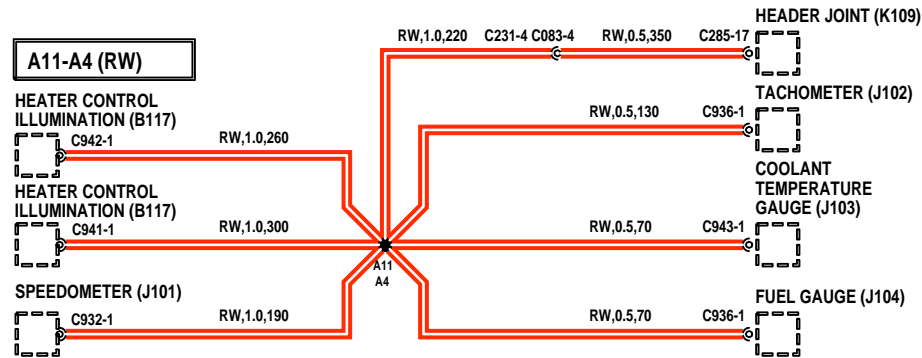 A11-A4 (RW)
HEATER CONTROL
ILLUMINATION (B117)
C942-1
RW,1.0,260
HEATER CONTROL
ILLUMINATION (B117)
C941-1
RW,1.0,300
SPEEDOMETER (J101)
C932-1
RW,1.0,190
A11
A4
HEADER JOINT (K109)
RW,1.0,220
C231-4 C083-4
RW,0.5,350
C285-17
TACHOMETER (J102)
RW,0.5,130
C936-1
COOLANT
TEMPERATURE
GAUGE (J103)
RW,0.5,70
C943-1
FUEL GAUGE (J104)
RW,0.5,70
C936-1